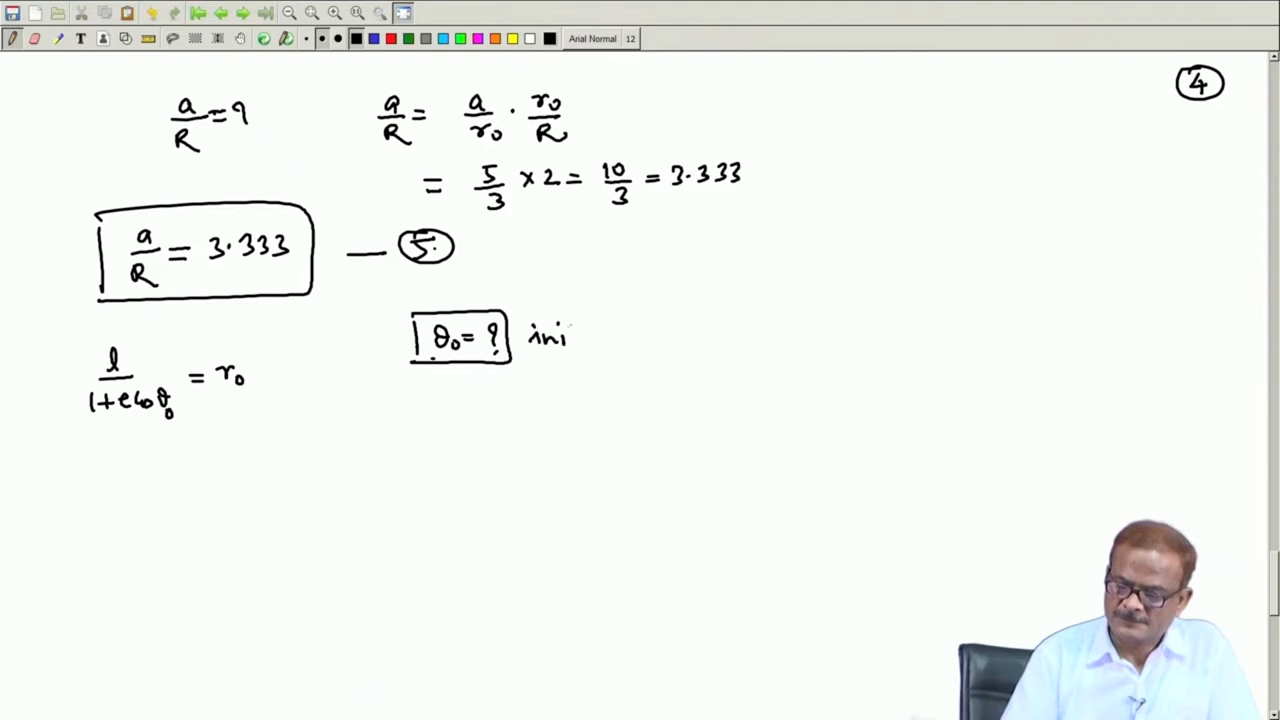 Arial Normal 12
4
a/R = ?
a/R = a/r₀ · r₀/R
= 5/3 × 2 = 10/3 = 3.333
a/R = 3.333 — 5.
θ₀ = ? ini
l/(1+e cos θ₀) = r₀